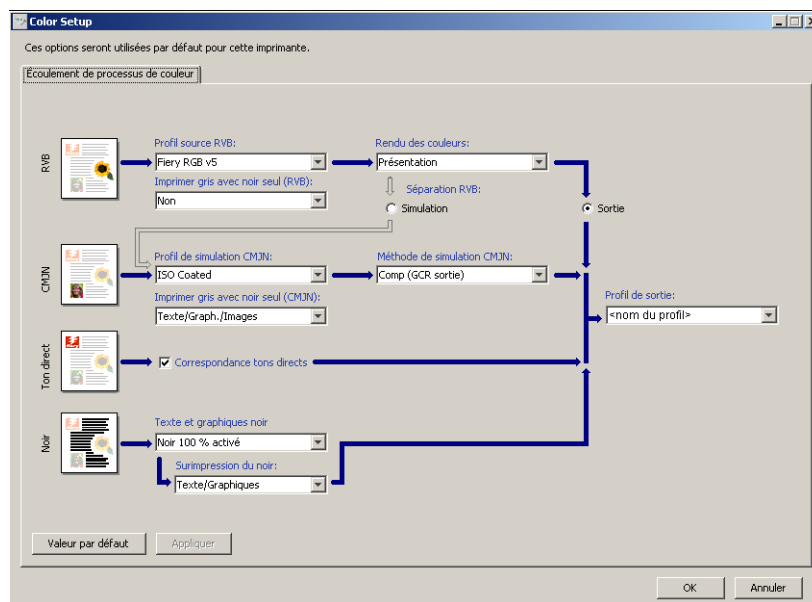 Color Setup
Ces options seront utilisées par défaut pour cette imprimante.
Écoulement de processus de couleur
RVB
Profil source RVB:
Fiery RGB v5
Rendu des couleurs:
Présentation
Imprimer gris avec noir seul (RVB):
Non
Séparation RVB:
Simulation
Sortie
CMJN
Profil de simulation CMJN:
ISO Coated
Méthode de simulation CMJN:
Comp (GCR sortie)
Imprimer gris avec noir seul (CMJN):
Texte/Graph./Images
Profil de sortie:
<nom du profil>
Ton direct
Correspondance tons directs
Noir
Texte et graphiques noir
Noir 100 % activé
Surimpression du noir:
Texte/Graphiques
Valeur par défaut
Appliquer
OK
Annuler